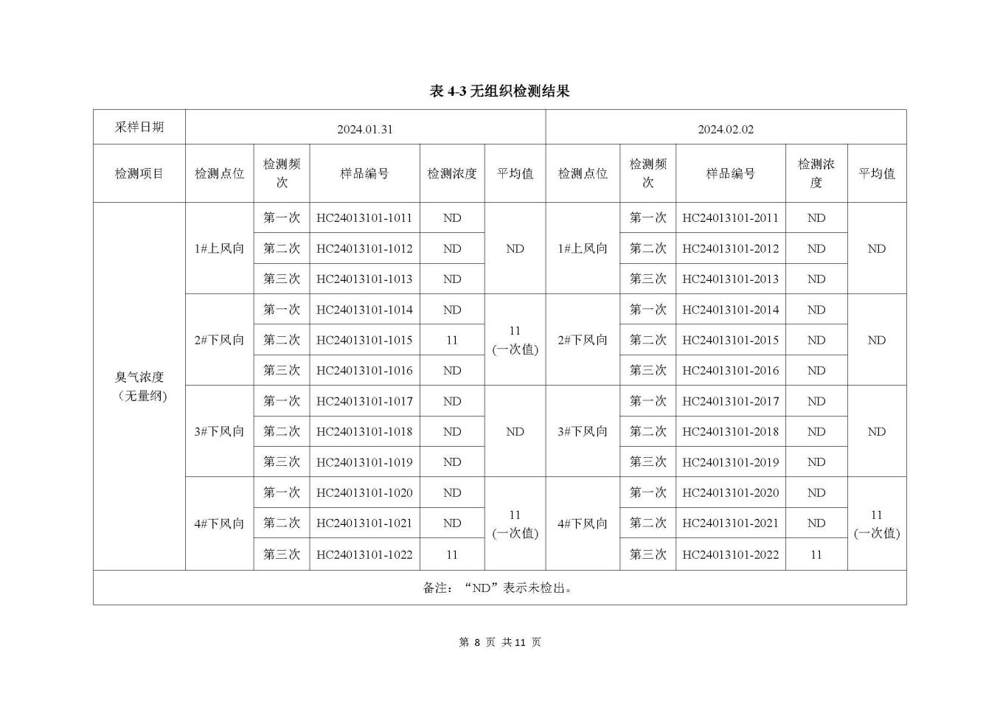 表 4-3 无组织检测结果
采样日期 2024.01.31 2024.02.02
检测项目 检测点位 检测频次 样品编号 检测浓度 平均值 检测点位 检测频次 样品编号 检测浓度 平均值
臭气浓度
（无量纲)
1#上风向 第一次 HC24013101-1011 ND ND 1#上风向 第一次 HC24013101-2011 ND ND
第二次 HC24013101-1012 ND 第二次 HC24013101-2012 ND
第三次 HC24013101-1013 ND 第三次 HC24013101-2013 ND
2#下风向 第一次 HC24013101-1014 ND 11 (一次值) 2#下风向 第一次 HC24013101-2014 ND ND
第二次 HC24013101-1015 11 第二次 HC24013101-2015 ND
第三次 HC24013101-1016 ND 第三次 HC24013101-2016 ND
3#下风向 第一次 HC24013101-1017 ND ND 3#下风向 第一次 HC24013101-2017 ND ND
第二次 HC24013101-1018 ND 第二次 HC24013101-2018 ND
第三次 HC24013101-1019 ND 第三次 HC24013101-2019 ND
4#下风向 第一次 HC24013101-1020 ND 11 (一次值) 4#下风向 第一次 HC24013101-2020 ND 11 (一次值)
第二次 HC24013101-1021 ND 第二次 HC24013101-2021 ND
第三次 HC24013101-1022 11 第三次 HC24013101-2022 11
备注：“ND”表示未检出。
第 8 页 共 11 页